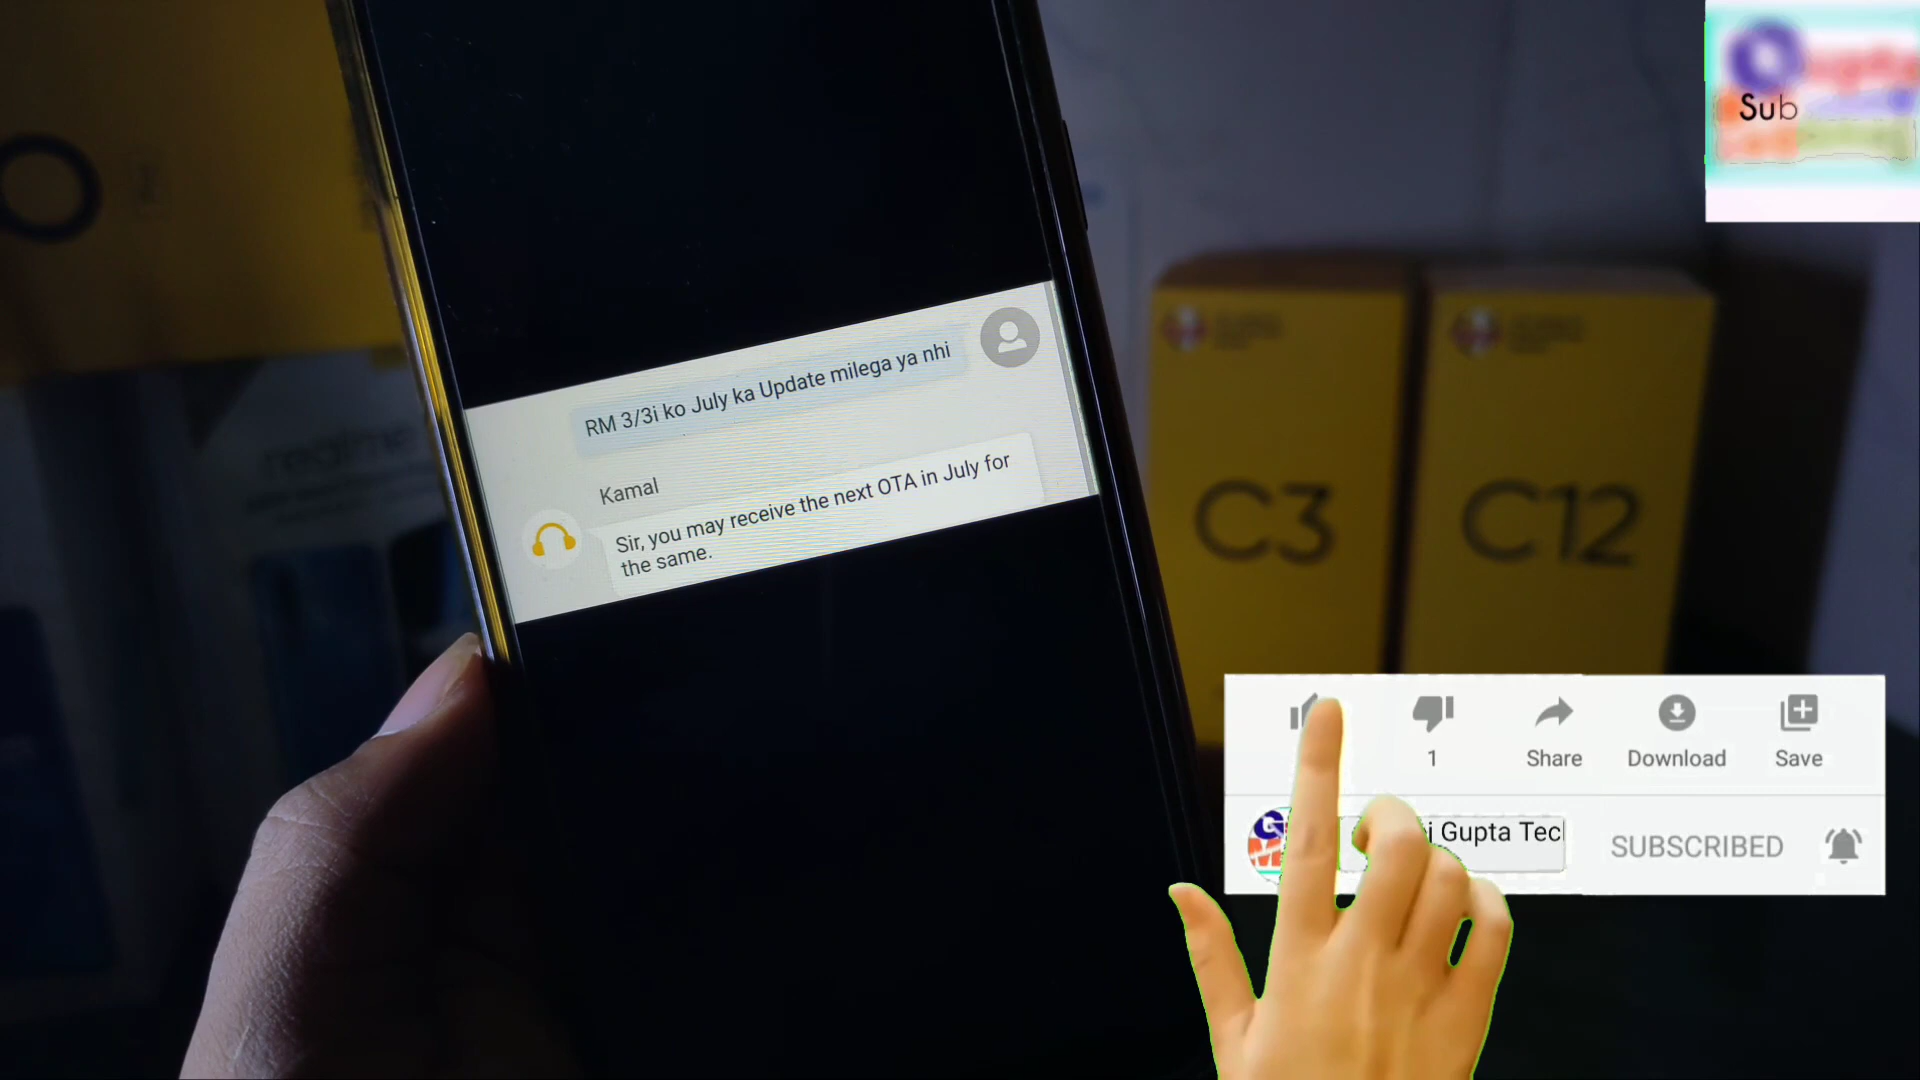 Sub
RM 3/3i ko July ka Update milega ya nhi
Kamal
Sir, you may receive the next OTA in July for
the same.
realme
C3
C12
1
Share
Download
Save
i Gupta Tec
SUBSCRIBED